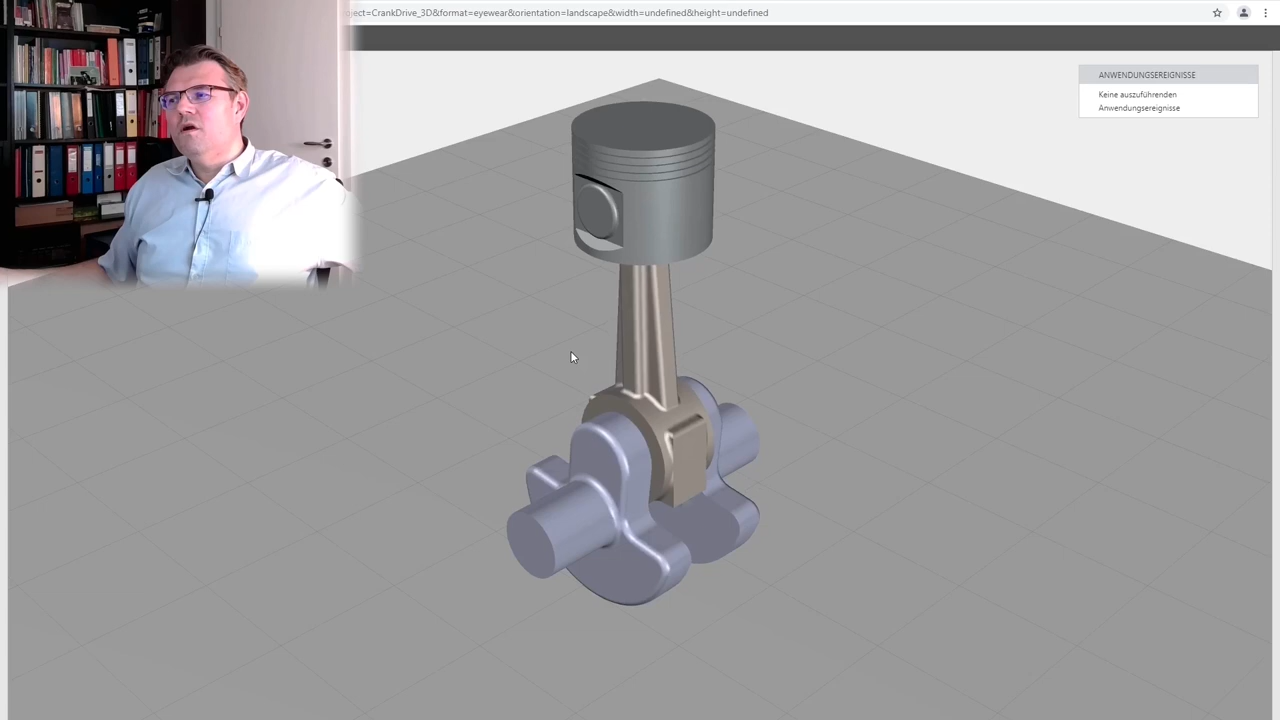 ject=CrankDrive_3D&format=eyewear&orientation=landscape&width=undefined&height=undefined
ANWENDUNGSEREIGNISSE
Keine auszuführenden
Anwendungsereignisse